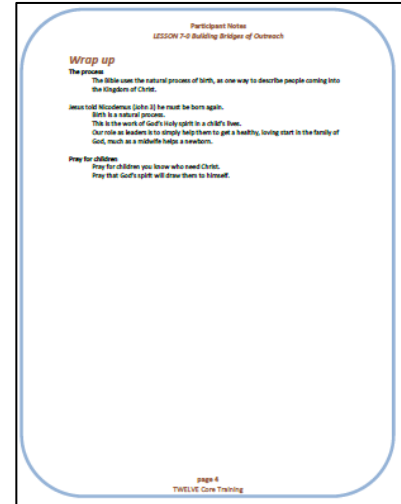 Participant Notes
LESSON 7-0 Building Bridges of Outreach
Wrap up
The process
The Bible uses the natural process of birth, as one way to describe people coming into
the Kingdom of Christ.
Jesus told Nicodemus (John 3) he must be born again.
Birth is a natural process.
This is the work of God's Holy spirit in a child's lives.
Our role as leaders is to simply help them to get a healthy, loving start in the family of
God, much as a midwife helps a newborn.
Pray for children
Pray for children you know who need Christ.
Pray that God's spirit will draw them to himself.
page 4
TWELVE Core Training